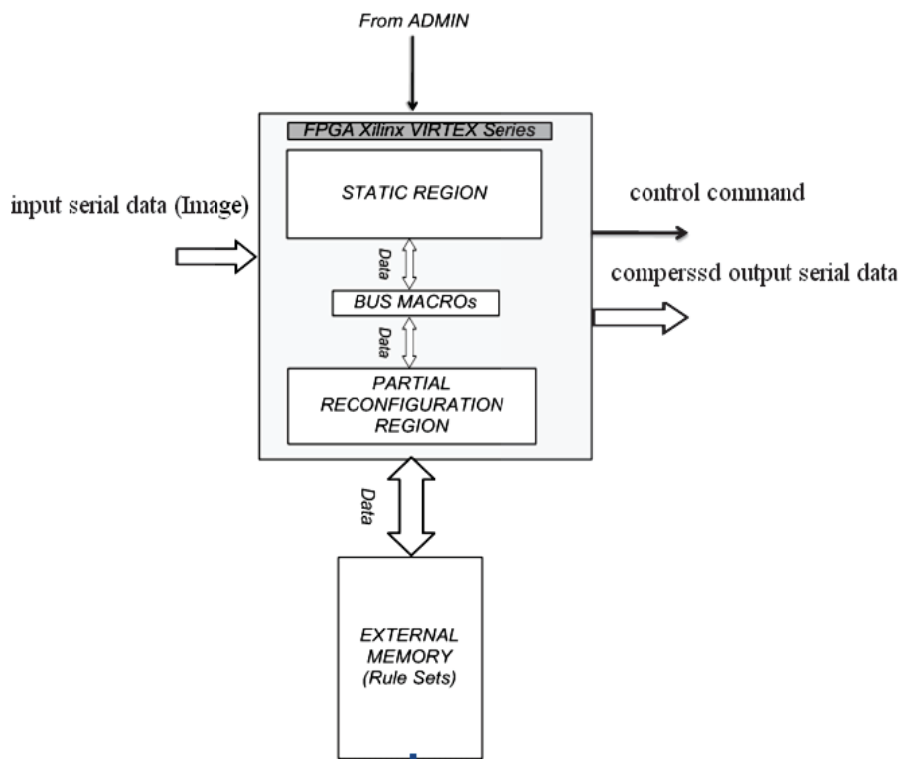 From ADMIN
FPGA Xilinx VIRTEX Series
STATIC REGION
input serial data (Image)
control command
Data
comperssd output serial data
BUS MACROs
Data
PARTIAL
RECONFIGURATION
REGION
Data
EXTERNAL
MEMORY
(Rule Sets)